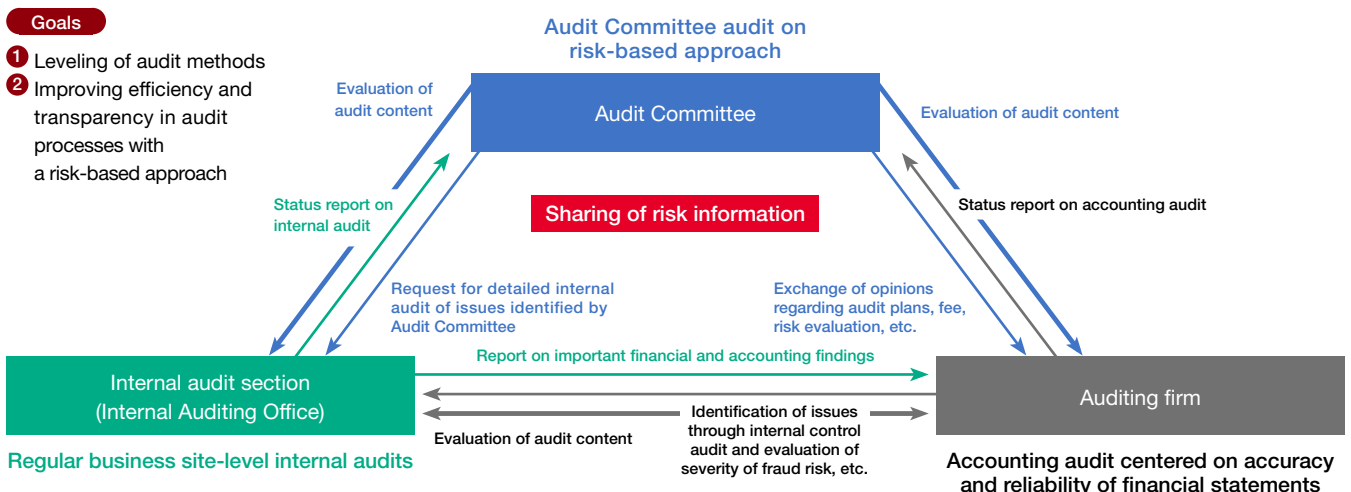 Goals
1 Leveling of audit methods
2 Improving efficiency and
transparency in audit
processes with
a risk-based approach
Audit Committee audit on
risk-based approach
Evaluation of
audit content
Audit Committee
Evaluation of audit content
Status report on
internal audit
Sharing of risk information
Status report on accounting audit
Request for detailed internal
audit of issues identified by
Audit Committee
Exchange of opinions
regarding audit plans, fee,
risk evaluation, etc.
Report on important financial and accounting findings
Internal audit section
(Internal Auditing Office)
Auditing firm
Evaluation of audit content
Identification of issues
through internal control
audit and evaluation of
severity of fraud risk, etc.
Regular business site-level internal audits
Accounting audit centered on accuracy
and reliability of financial statements